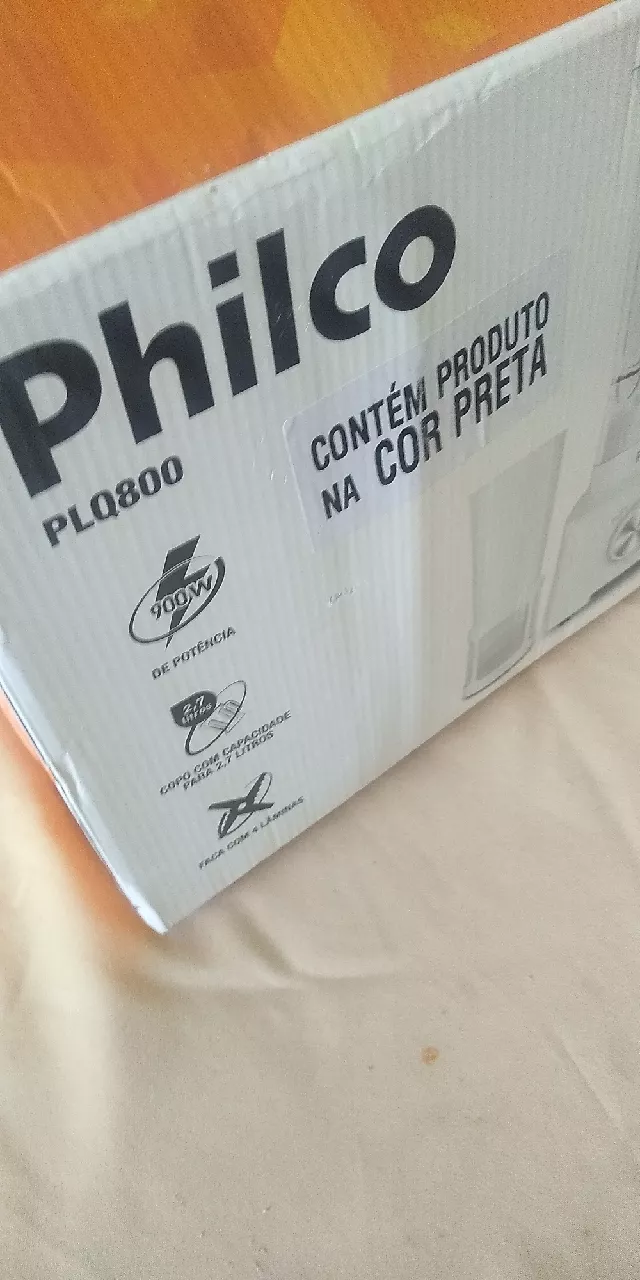 Philco
PLQ800
CONTÉM PRODUTO
NA COR PRETA
900W
DE POTÊNCIA
2,7
LITROS
COPO COM CAPACIDADE
PARA 2,7 LITROS
FACA COM 4 LÂMINAS